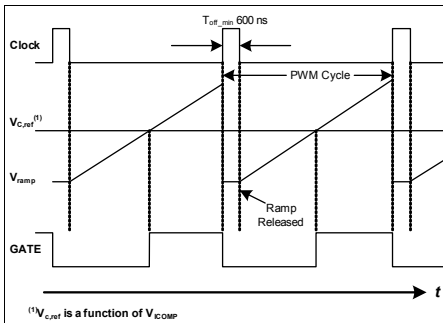 T_off_min 600 ns
Clock
PWM Cycle
V_C,ref^(1)
V_ramp
Ramp
Released
GATE
t
^(1)V_c,ref is a function of V_ICOMP